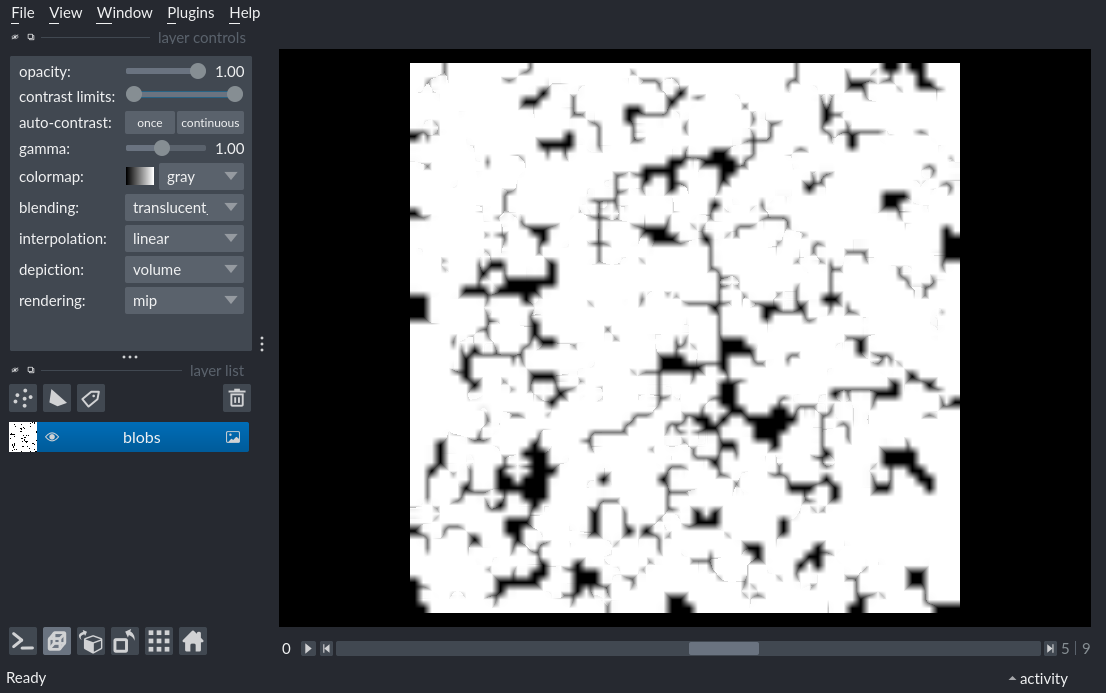 File View Window Plugins Help
layer controls
opacity: 1.00
contrast limits:
auto-contrast: once continuous
gamma: 1.00
colormap: gray
blending: translucent
interpolation: linear
depiction: volume
rendering: mip
layer list
blobs
0 5 | 9
Ready activity